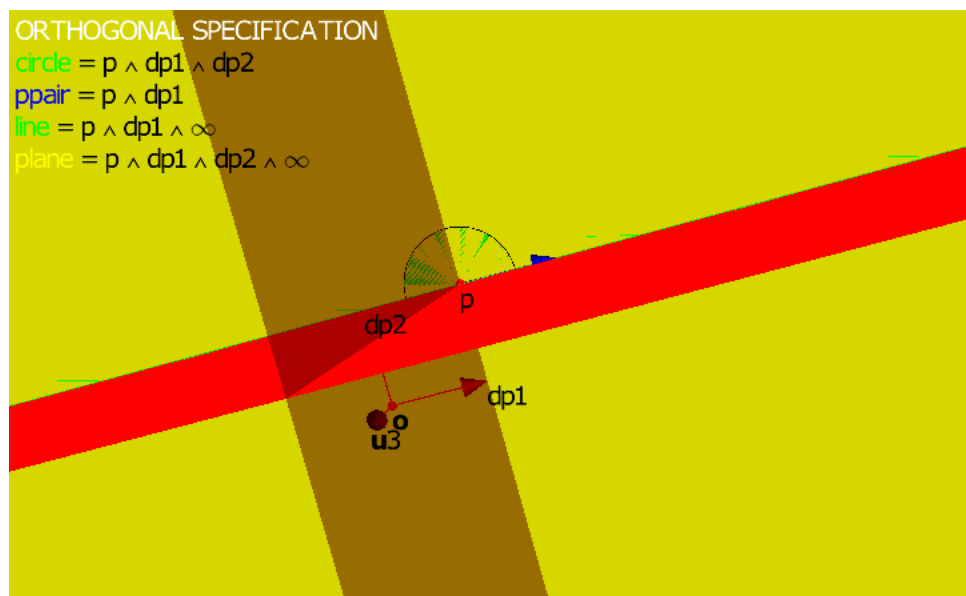 ORTHOGONAL SPECIFICATION
circle = p ∧ dp1 ∧ dp2
ppair = p ∧ dp1
line = p ∧ dp1 ∧ ∞
plane = p ∧ dp1 ∧ dp2 ∧ ∞
p
dp2
dp1
o
u3